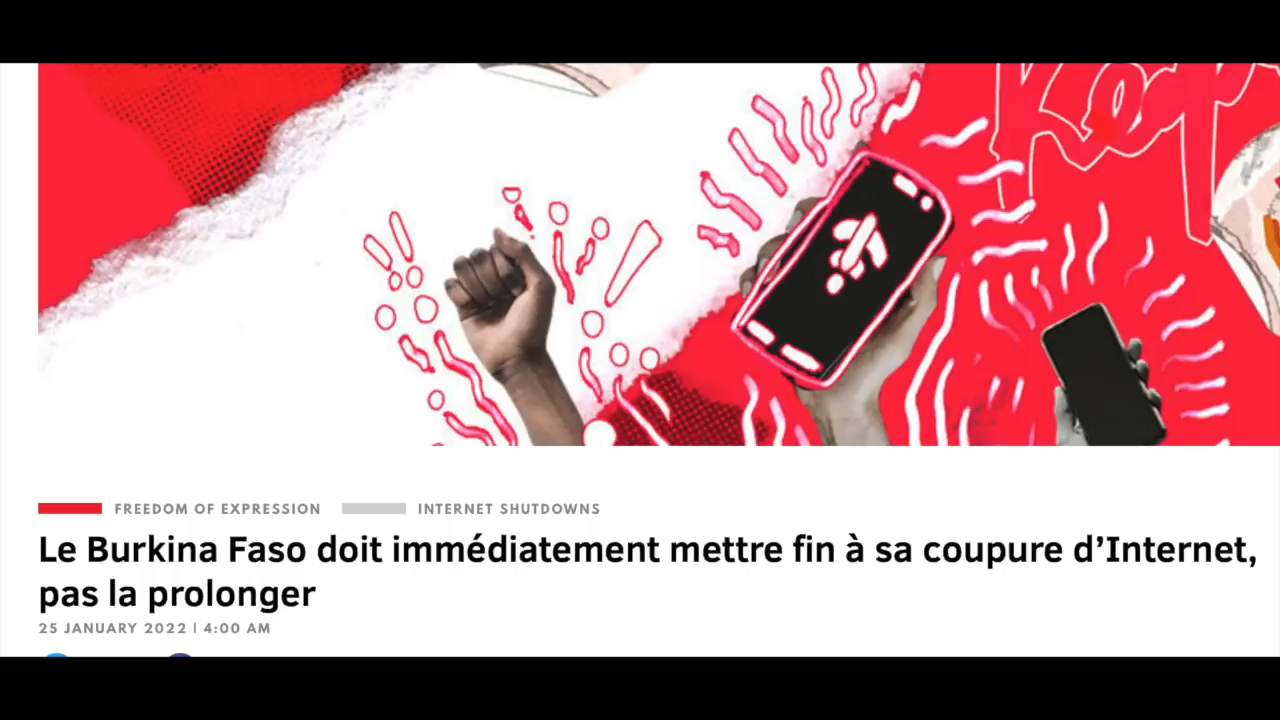 FREEDOM OF EXPRESSION INTERNET SHUTDOWNS
Le Burkina Faso doit immédiatement mettre fin à sa coupure d’Internet,
pas la prolonger
25 JANUARY 2022 | 4:00 AM